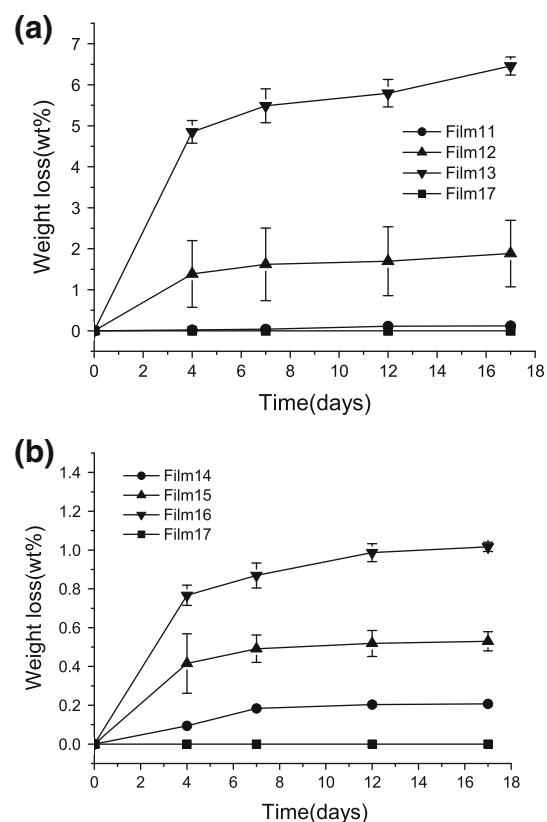 (a)
7
6
5
4
3
2
1
0
Weight loss(wt%)
Film11
Film12
Film13
Film17
0 2 4 6 8 10 12 14 16 18
Time(days)
(b)
1.4
1.2
1.0
0.8
0.6
0.4
0.2
0.0
Weight loss(wt%)
Film14
Film15
Film16
Film17
0 2 4 6 8 10 12 14 16 18
Time(days)